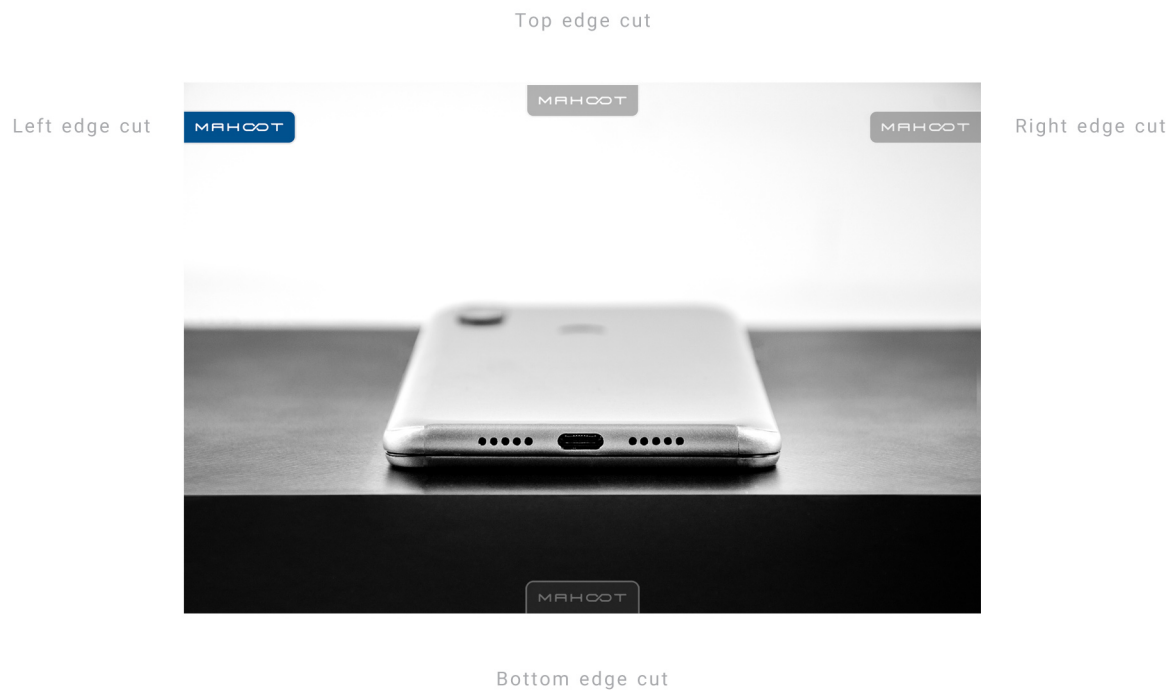 Top edge cut
MAHOOT
Left edge cut
MAHOOT
MAHOOT
Right edge cut
MAHOOT
Bottom edge cut